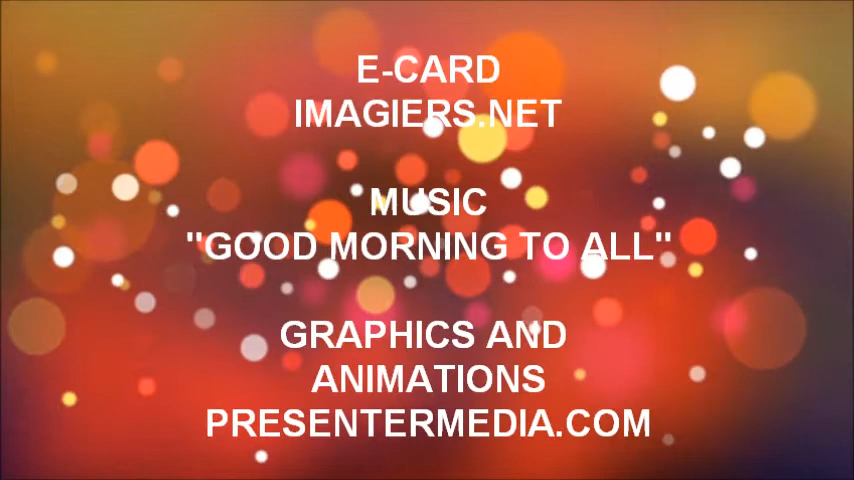 E-CARD
IMAGIERS.NET
MUSIC
"GOOD MORNING TO ALL"
GRAPHICS AND
ANIMATIONS
PRESENTERMEDIA.COM